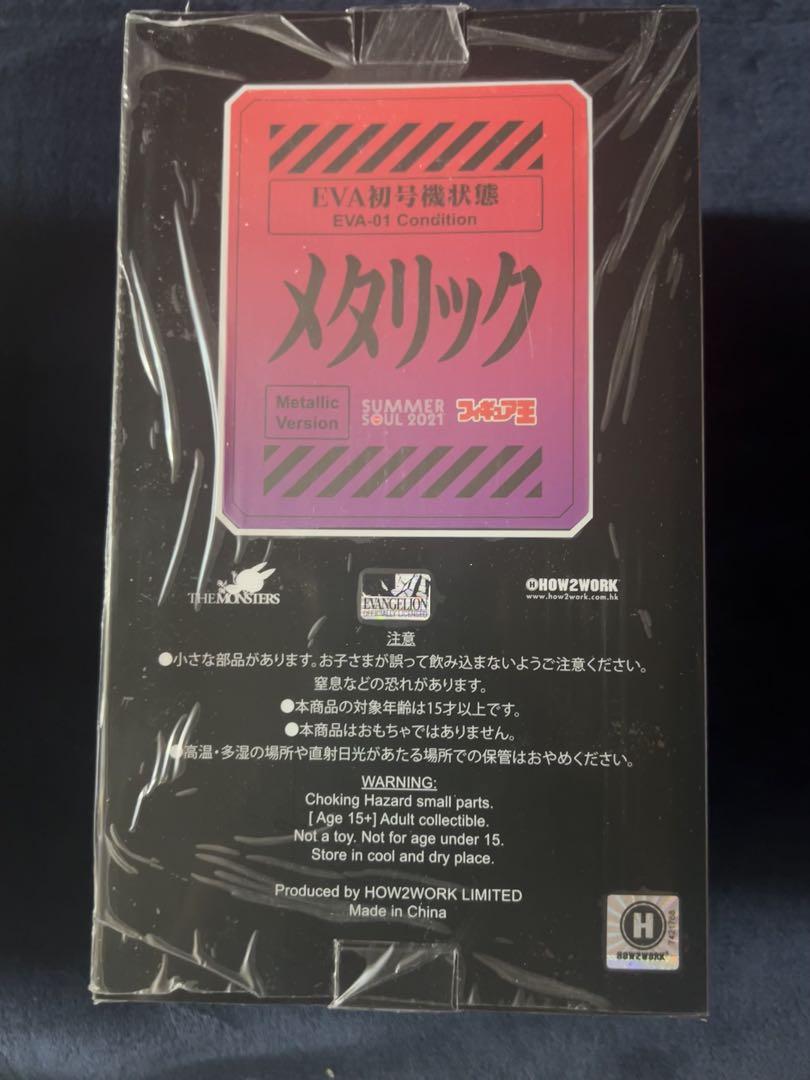 EVA初号機状態
EVA-01 Condition
メタリック
Metallic
Version
SUMMER
SOUL 2021
フィギュア王
THE MONSTERS
EVANGELION
OFFICIALLY LICENSED
HOW2WORK
www.how2work.com.hk
注意
●小さな部品があります。お子さまが誤って飲み込まないようご注意ください。
窒息などの恐れがあります。
●本商品の対象年齢は15才以上です。
●本商品はおもちゃではありません。
●高温・多湿の場所や直射日光があたる場所での保管はおやめください。
WARNING:
Choking Hazard small parts.
[ Age 15+] Adult collectible.
Not a toy. Not for age under 15.
Store in cool and dry place.
Produced by HOW2WORK LIMITED
Made in China
H
HOW2WORK
7421768